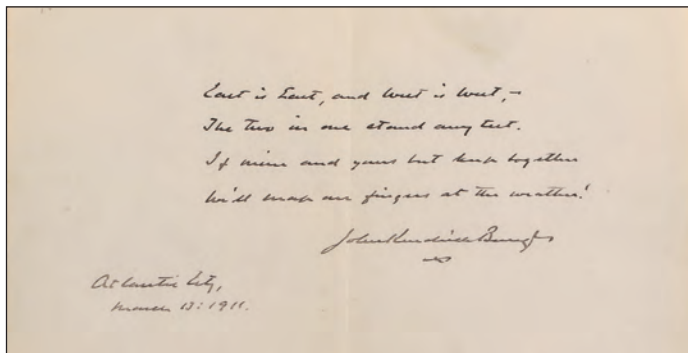 East is East, and West is West,—
The two in one stand any test.
If mine and yours but keep together
We'll snap our fingers at the weather!
John Kendrick Bangs
Atlantic City,
March 13: 1911.